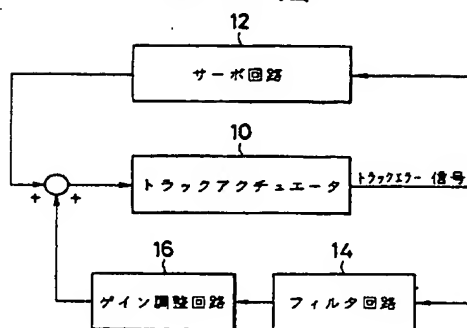 12
サーボ回路
10
トラックアクチュエータ
トラックエラー信号
+
+
16
ゲイン調整回路
14
フィルタ回路